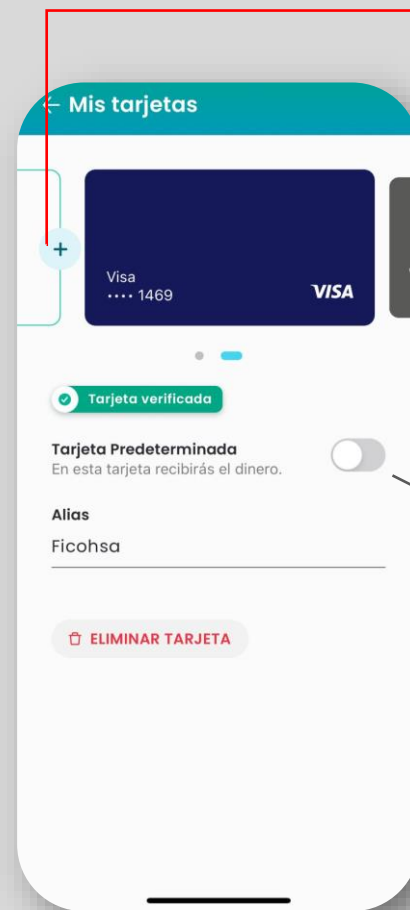 ← Mis tarjetas
+
Visa
•••• 1469
VISA
Tarjeta verificada
Tarjeta Predeterminada
En esta tarjeta recibirás el dinero.
Alias
Ficohsa
ELIMINAR TARJETA